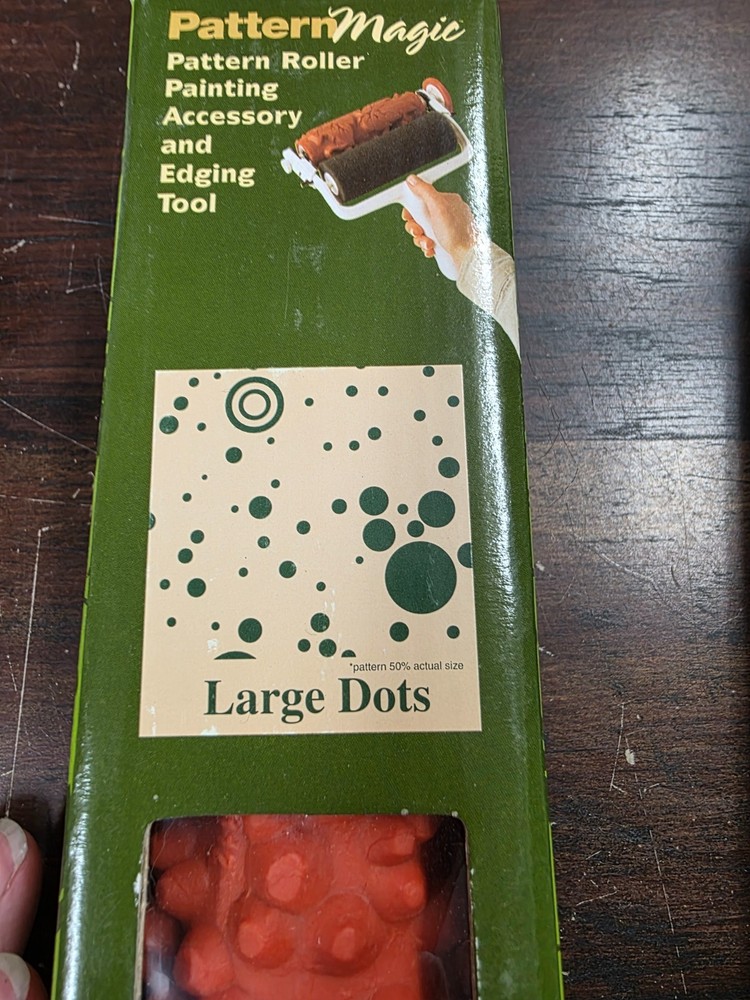 PatternMagic
Pattern Roller
Painting
Accessory
and
Edging
Tool
*pattern 50% actual size
Large Dots